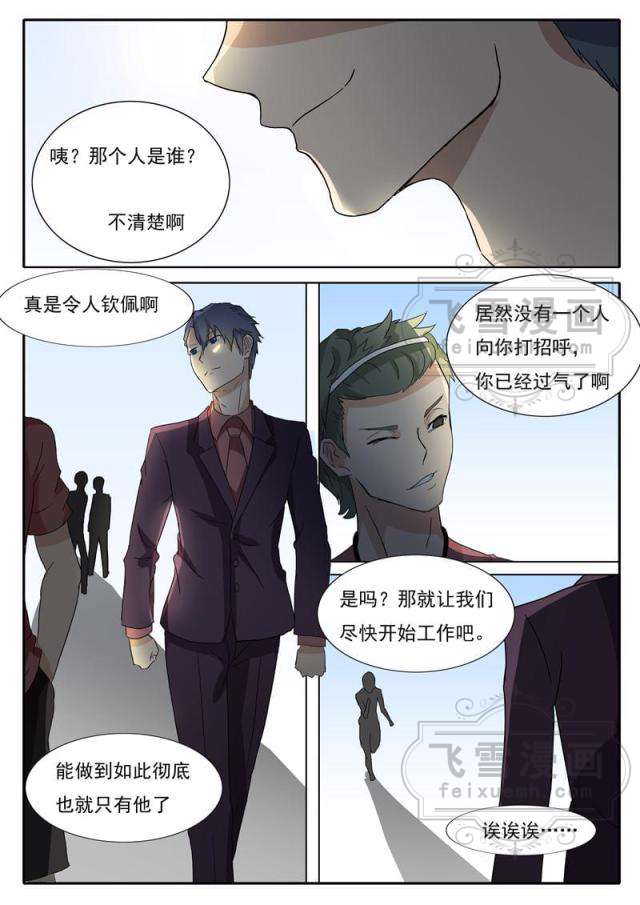 咦？那个人是谁？
不清楚啊
真是令人钦佩啊
居然没有一个人
向你打招呼，
你已经过气了啊
飞雪漫画
feixuemh.com
能做到如此彻底
也就只有他了
是吗？那就让我们
尽快开始工作吧。
飞雪漫画
feixuemh.com
诶诶诶……